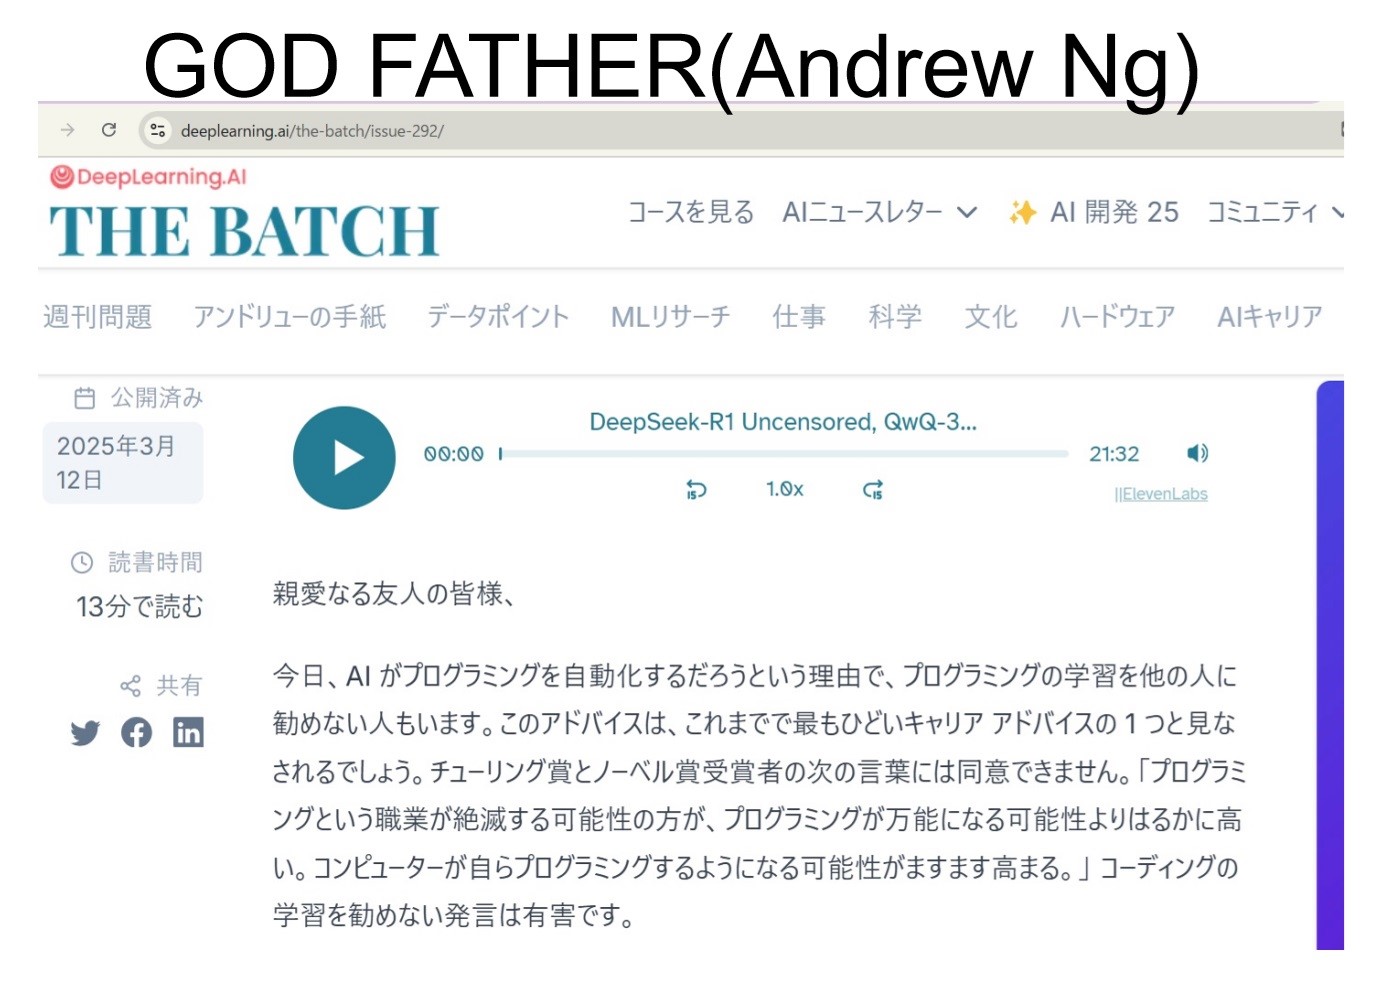 GOD FATHER(Andrew Ng)
deeplearning.ai/the-batch/issue-292/
DeepLearning.AI
THE BATCH
コースを見る AIニュースレター AI 開発 25 コミュニティ
週刊問題 アンドリューの手紙 データポイント MLリサーチ 仕事 科学 文化 ハードウェア AIキャリア
公開済み
2025年3月
12日
読書時間
13分で読む
共有
DeepSeek-R1 Uncensored, QwQ-3...
00:00 21:32
15 1.0x 15
||ElevenLabs
親愛なる友人の皆様、
今日、AI がプログラミングを自動化するだろうという理由で、プログラミングの学習を他の人に
勧めない人もいます。このアドバイスは、これまでで最もひどいキャリア アドバイスの 1 つと見な
されるでしょう。チューリング賞とノーベル賞受賞者の次の言葉には同意できません。「プログラミ
ングという職業が絶滅する可能性の方が、プログラミングが万能になる可能性よりはるかに高
い。コンピューターが自らプログラミングするようになる可能性がますます高まる。」 コーディングの
学習を勧めない発言は有害です。